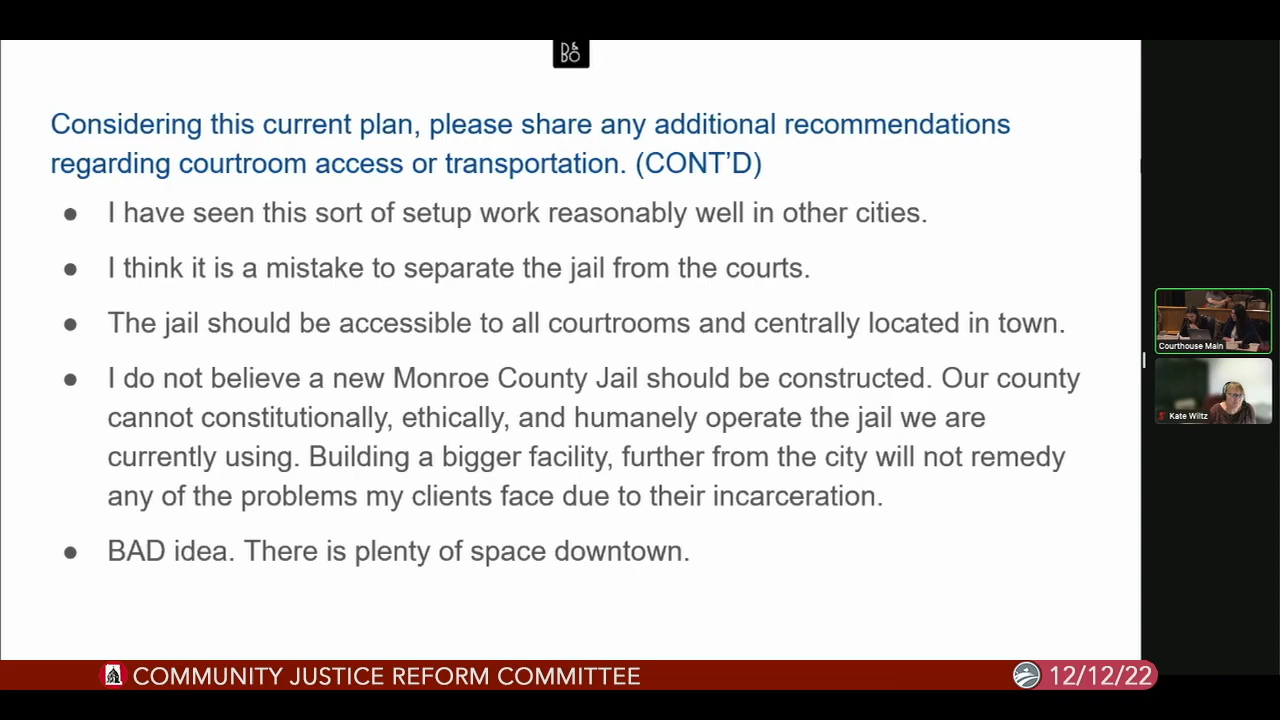 D&
BO
Considering this current plan, please share any additional recommendations
regarding courtroom access or transportation. (CONT’D)
● I have seen this sort of setup work reasonably well in other cities.
● I think it is a mistake to separate the jail from the courts.
● The jail should be accessible to all courtrooms and centrally located in town.
● I do not believe a new Monroe County Jail should be constructed. Our county
cannot constitutionally, ethically, and humanely operate the jail we are
currently using. Building a bigger facility, further from the city will not remedy
any of the problems my clients face due to their incarceration.
● BAD idea. There is plenty of space downtown.
Courthouse Main
Kate Wiltz
COMMUNITY JUSTICE REFORM COMMITTEE
12/12/22